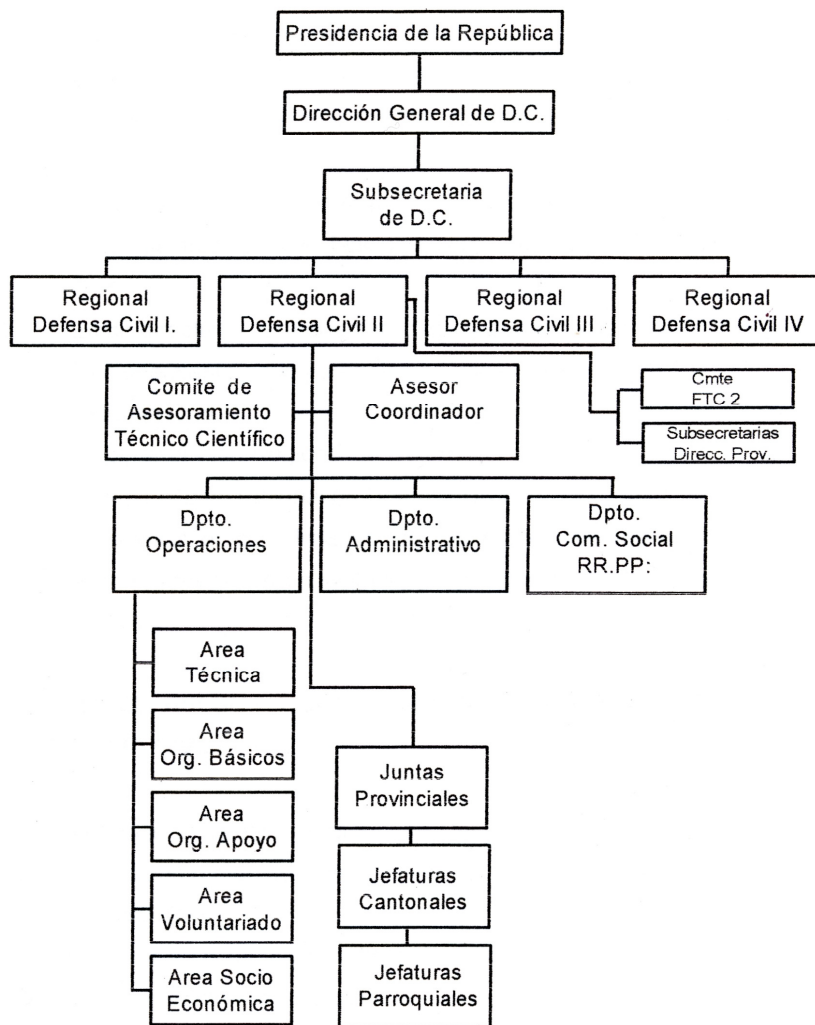 Presidencia de la República
Dirección General de D.C.
Subsecretaria
de D.C.
Regional
Defensa Civil I.
Regional
Defensa Civil II
Regional
Defensa Civil III
Regional
Defensa Civil IV
Comite de
Asesoramiento
Técnico Científico
Asesor
Coordinador
Cmte
FTC 2
Subsecretarias
Direcc. Prov.
Dpto.
Operaciones
Dpto.
Administrativo
Dpto.
Com. Social
RR.PP:
Area
Técnica
Area
Org. Básicos
Area
Org. Apoyo
Area
Voluntariado
Area Socio
Económica
Juntas
Provinciales
Jefaturas
Cantonales
Jefaturas
Parroquiales